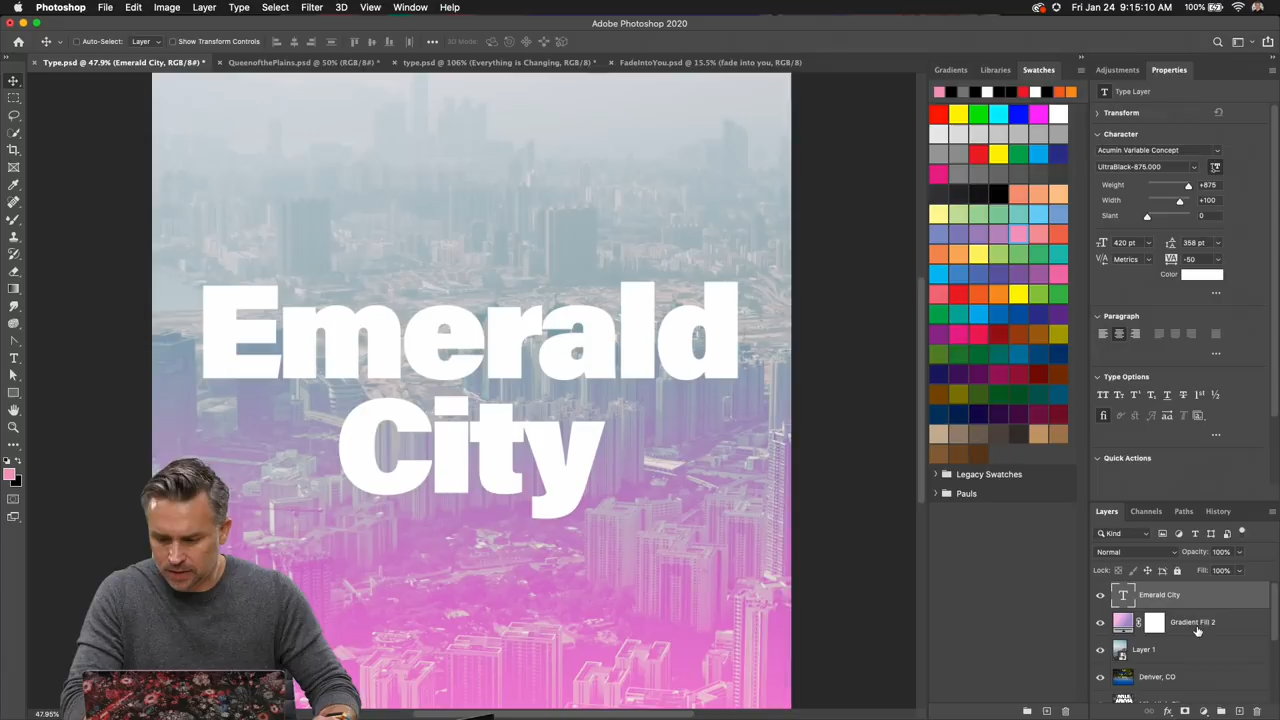 Photoshop File Edit Image Layer Type Select Filter 3D View Window Help 100% Fri Jan 24 9:15:10 AM
Adobe Photoshop 2020
Auto-Select: Layer Show Transform Controls 3D Mode:
Type.psd @ 47.9% (Emerald City, RGB/8#) * QueenofthePlains.psd @ 50% (RGB/8#) * type.psd @ 106% (Everything is Changing, RGB/8#) * FadeIntoYou.psd @ 15.5% (fade into you, RGB/8)
Gradients Libraries Swatches
Legacy Swatches
Pauls
Adjustments Properties
T Type Layer
Transform
Character
Acumin Variable Concept
UltraBlack-875.000
Weight +875
Width +100
Slant 0
420 pt 358 pt
Metrics -50
Color
Paragraph
Type Options
Quick Actions
Layers Channels Paths History
Kind
Normal Opacity: 100%
Lock: Fill: 100%
T Emerald City
Gradient Fill 2
Layer 1
Denver, CO
Emerald
City
47.95%